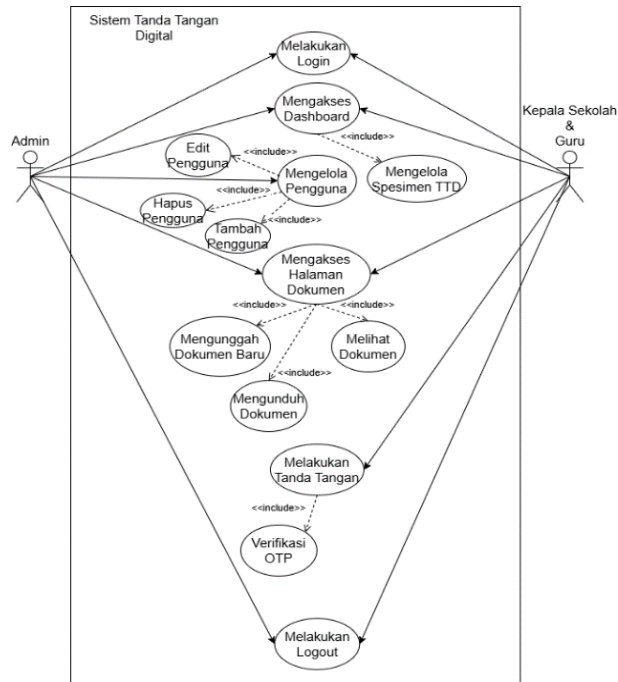 Sistem Tanda Tangan
Digital
Melakukan
Login
Mengakses
Dashboard
Kepala Sekolah
&
Guru
Admin
<<include>>
<<include>>
Edit
Pengguna
Mengelola
Pengguna
Mengelola
Spesimen TTD
<<include>>
Hapus
Pengguna
<<include>>
Tambah
Pengguna
Mengakses
Halaman
Dokumen
<<include>>
<<include>>
Mengunggah
Dokumen Baru
Melihat
Dokumen
<<include>>
Mengunduh
Dokumen
Melakukan
Tanda Tangan
<<include>>
Verifikasi
OTP
Melakukan
Logout